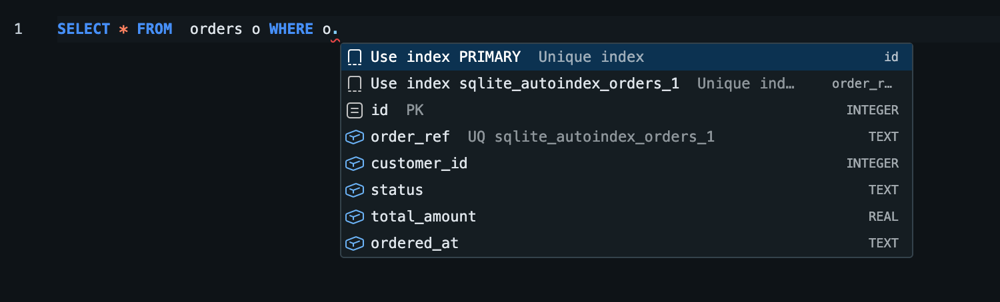 1 SELECT * FROM  orders o WHERE o.
Use index PRIMARY Unique index id
Use index sqlite_autoindex_orders_1 Unique ind… order_r…
id PK INTEGER
order_ref UQ sqlite_autoindex_orders_1 TEXT
customer_id INTEGER
status TEXT
total_amount REAL
ordered_at TEXT